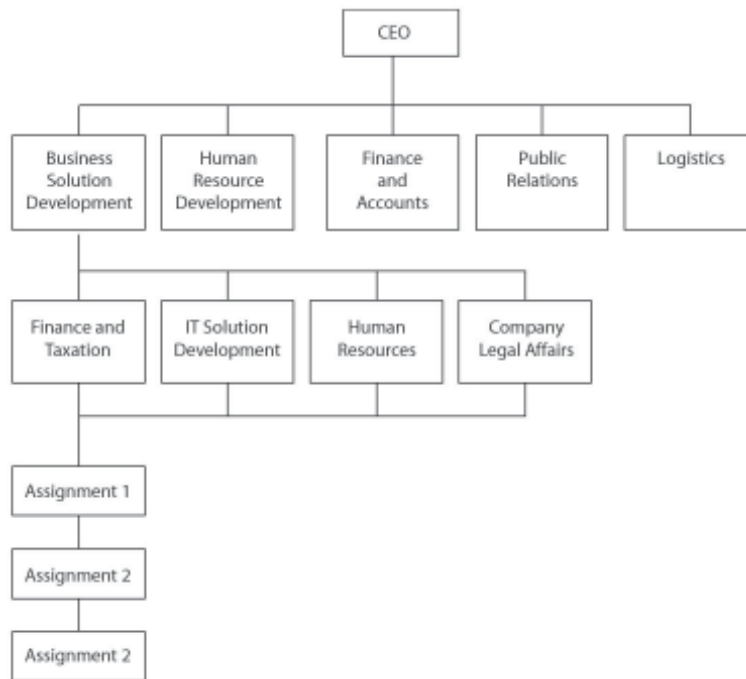 CEO
Business
Solution
Development
Human
Resource
Development
Finance
and
Accounts
Public
Relations
Logistics
Finance and
Taxation
IT Solution
Development
Human
Resources
Company
Legal Affairs
Assignment 1
Assignment 2
Assignment 2